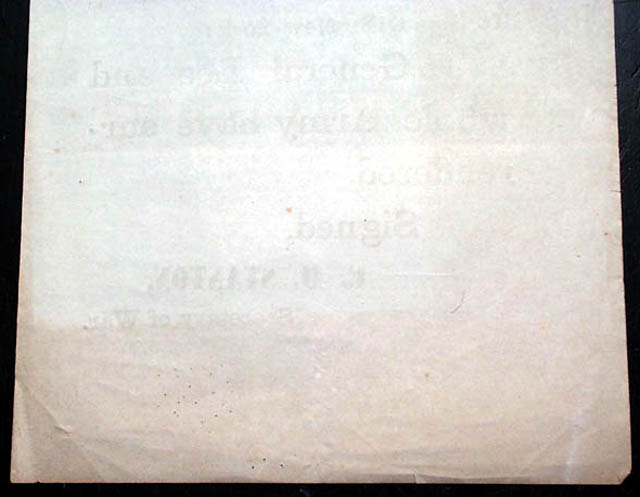 General Lee and
whole Army have sur-
rendered.
Signed,
STANTON,
Secretary of War.